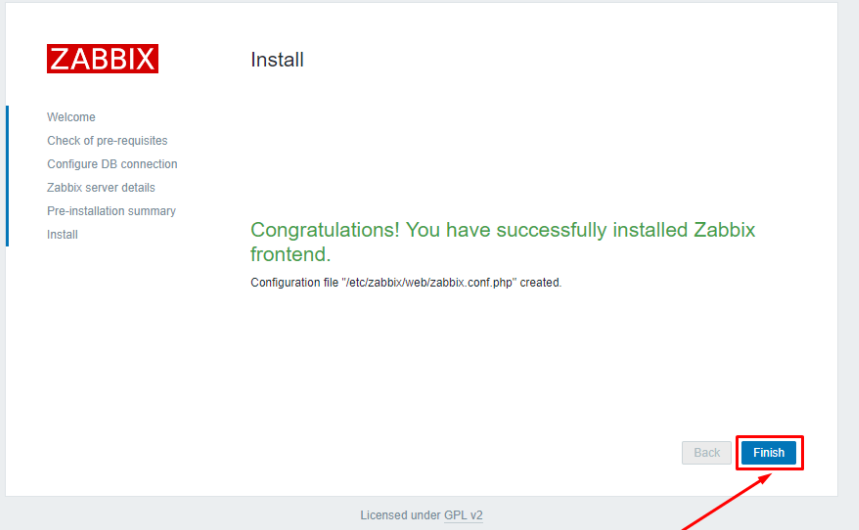 ZABBIX
Install
Welcome
Check of pre-requisites
Configure DB connection
Zabbix server details
Pre-installation summary
Install
Congratulations! You have successfully installed Zabbix
frontend.
Configuration file "/etc/zabbix/web/zabbix.conf.php" created.
Back
Finish
Licensed under GPL v2